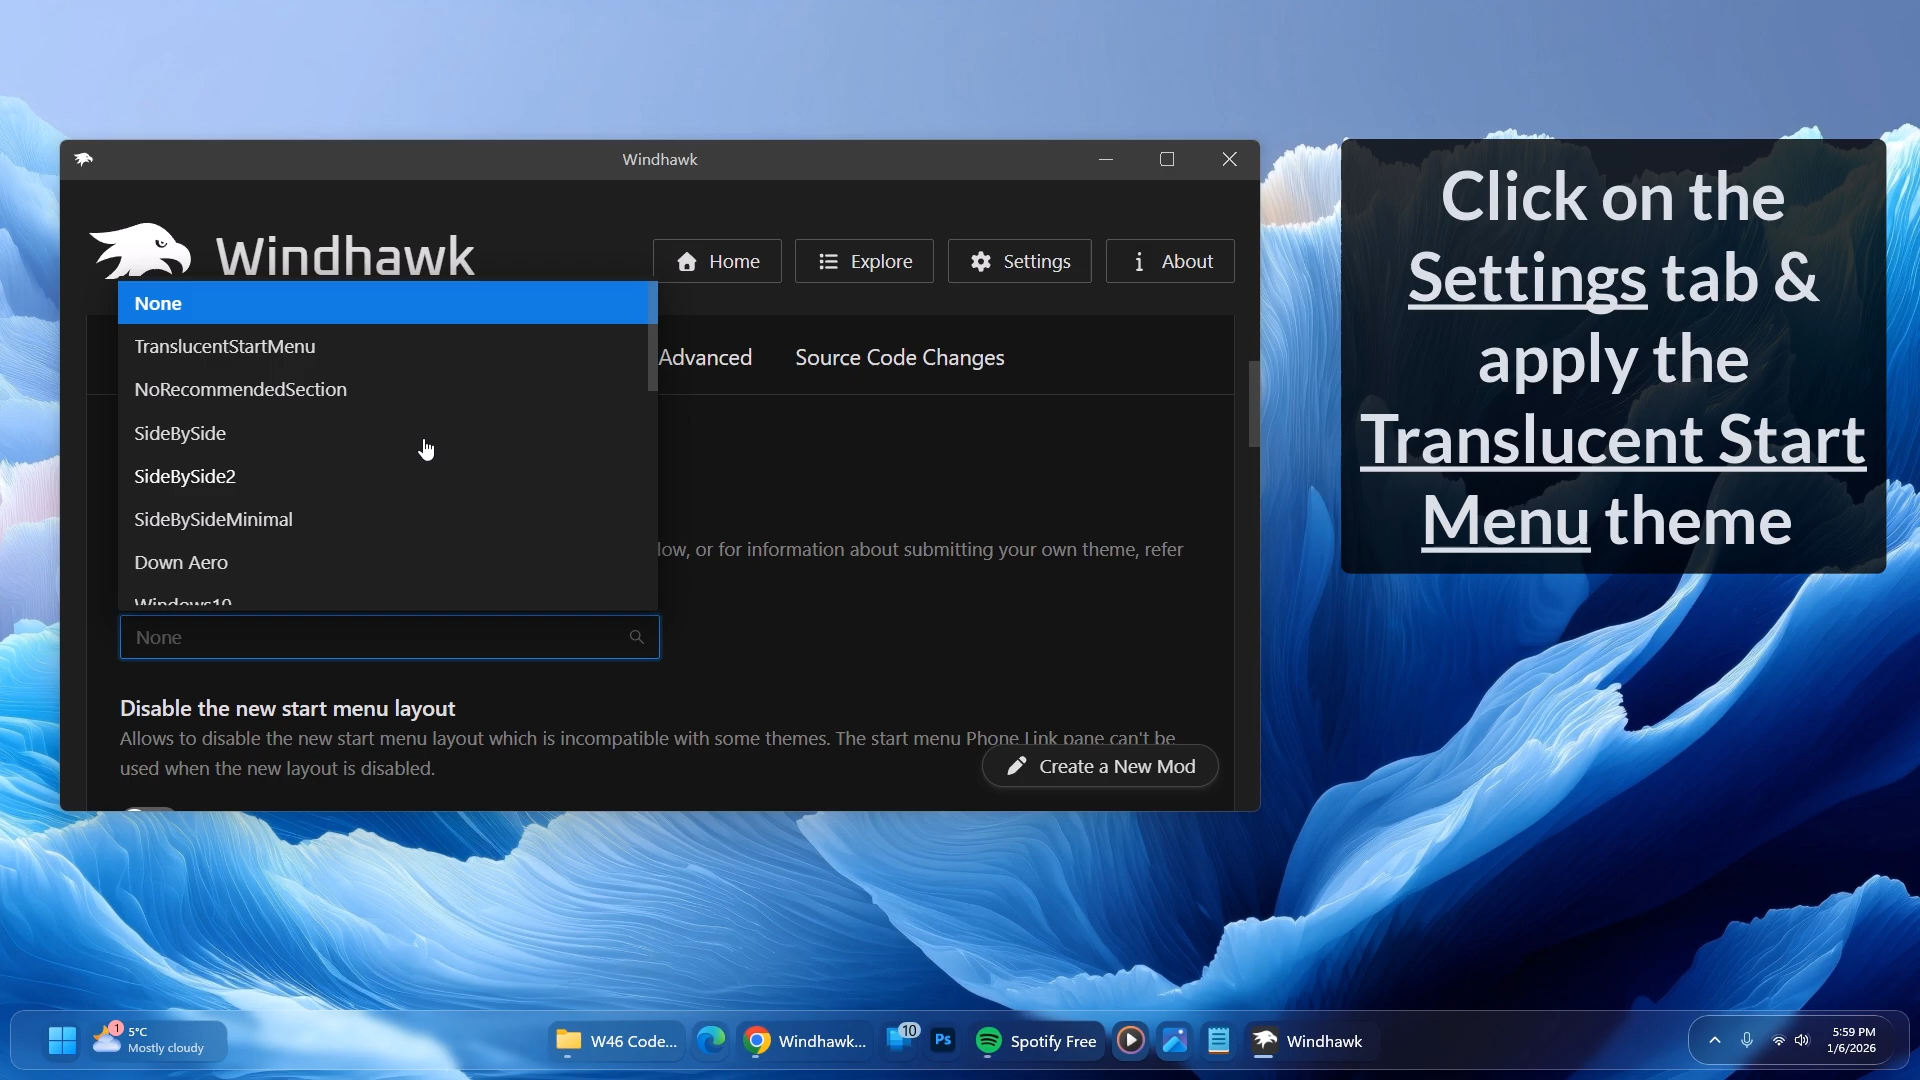 Windhawk
Windhawk
Home
Explore
Settings
About
None
TranslucentStartMenu
NoRecommendedSection
SideBySide
SideBySide2
SideBySideMinimal
Down Aero
Windows10
Advanced
Source Code Changes
low, or for information about submitting your own theme, refer
None
Disable the new start menu layout
Allows to disable the new start menu layout which is incompatible with some themes. The start menu Phone Link pane can't be
used when the new layout is disabled.
Create a New Mod
Click on the
Settings tab &
apply the
Translucent Start
Menu theme
1
5°C
Mostly cloudy
W46 Code...
Windhawk...
10
Ps
Spotify Free
Windhawk
5:59 PM
1/6/2026